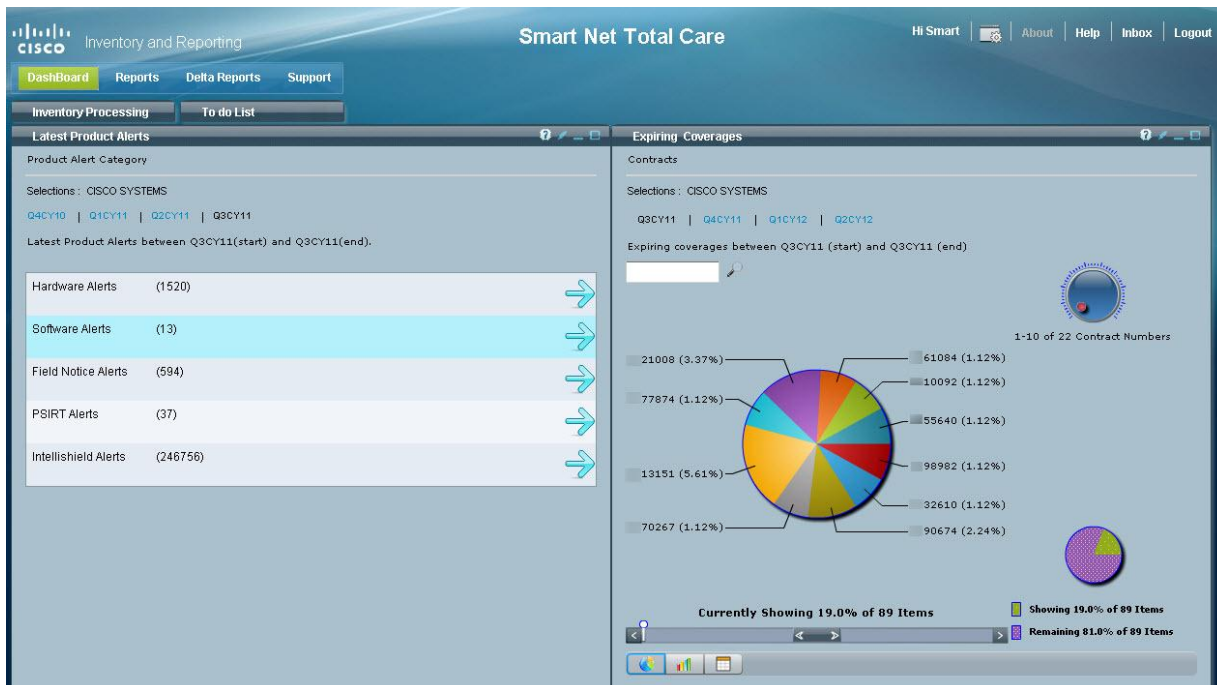 CISCO Inventory and Reporting
Smart Net Total Care
Hi Smart | About | Help | Inbox | Logout
DashBoard Reports Delta Reports Support
Inventory Processing To do List
Latest Product Alerts
Product Alert Category
Selections : CISCO SYSTEMS
Q4CY10 | Q1CY11 | Q2CY11 | Q3CY11
Latest Product Alerts between Q3CY11(start) and Q3CY11(end).
Hardware Alerts (1520)
Software Alerts (13)
Field Notice Alerts (594)
PSIRT Alerts (37)
Intellishield Alerts (246756)
Expiring Coverages
Contracts
Selections : CISCO SYSTEMS
Q3CY11 | Q4CY11 | Q1CY12 | Q2CY12
Expiring coverages between Q3CY11 (start) and Q3CY11 (end)
1-10 of 22 Contract Numbers
21008 (3.37%)
61084 (1.12%)
10092 (1.12%)
77874 (1.12%)
55640 (1.12%)
13151 (5.61%)
98982 (1.12%)
32610 (1.12%)
70267 (1.12%)
90674 (2.24%)
Currently Showing 19.0% of 89 Items
Showing 19.0% of 89 Items
Remaining 81.0% of 89 Items